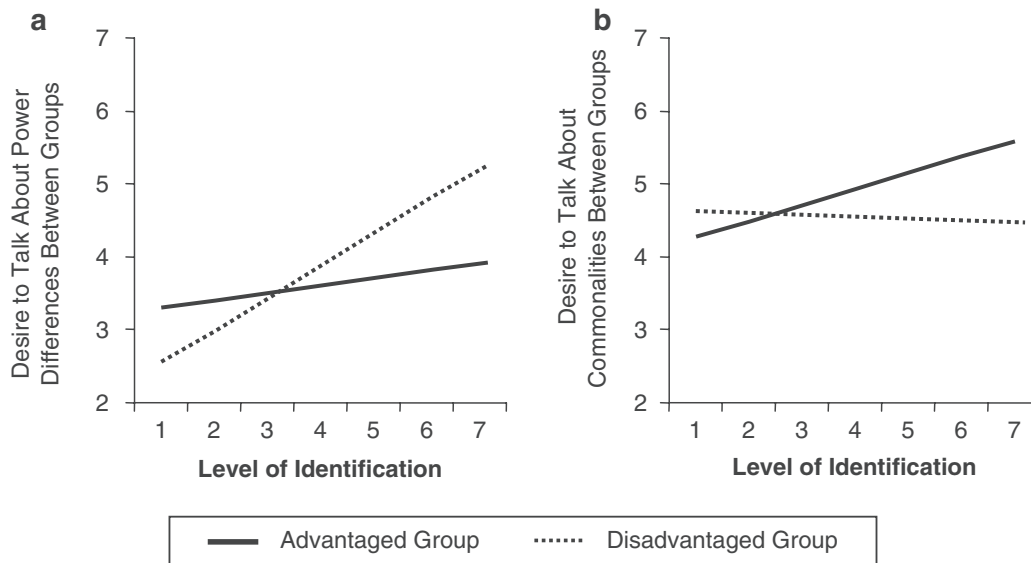 a
Desire to Talk About Power
Differences Between Groups
7
6
5
4
3
2
1 2 3 4 5 6 7
Level of Identification
b
Desire to Talk About
Commonalities Between Groups
7
6
5
4
3
2
1 2 3 4 5 6 7
Level of Identification
Advantaged Group Disadvantaged Group